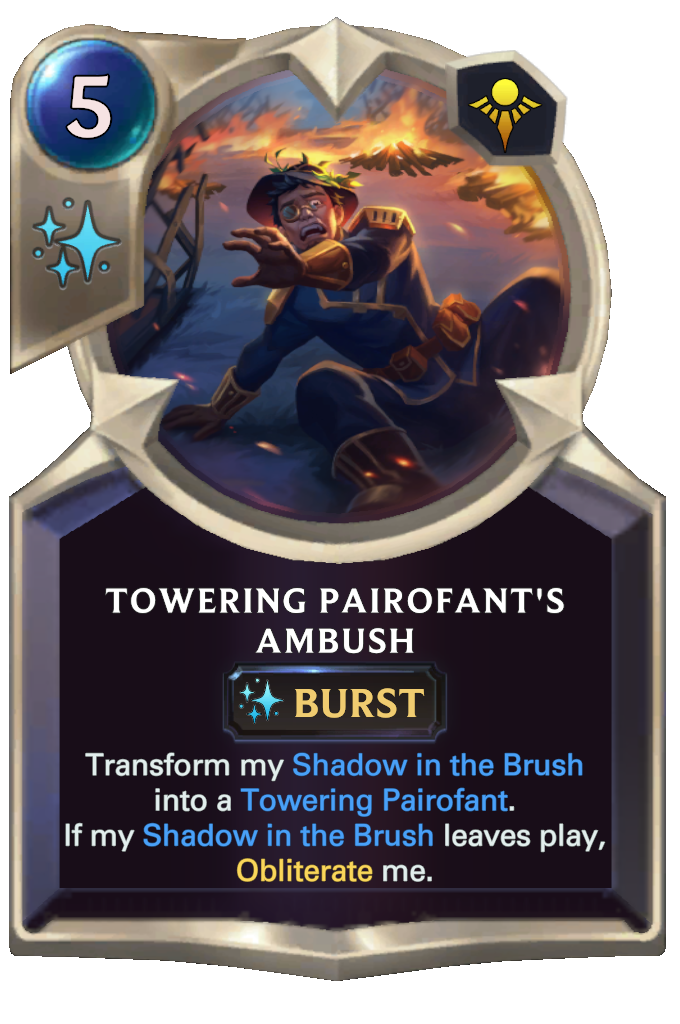 5
TOWERING PAIROFANT'S
AMBUSH
BURST
Transform my Shadow in the Brush
into a Towering Pairofant.
If my Shadow in the Brush leaves play,
Obliterate me.